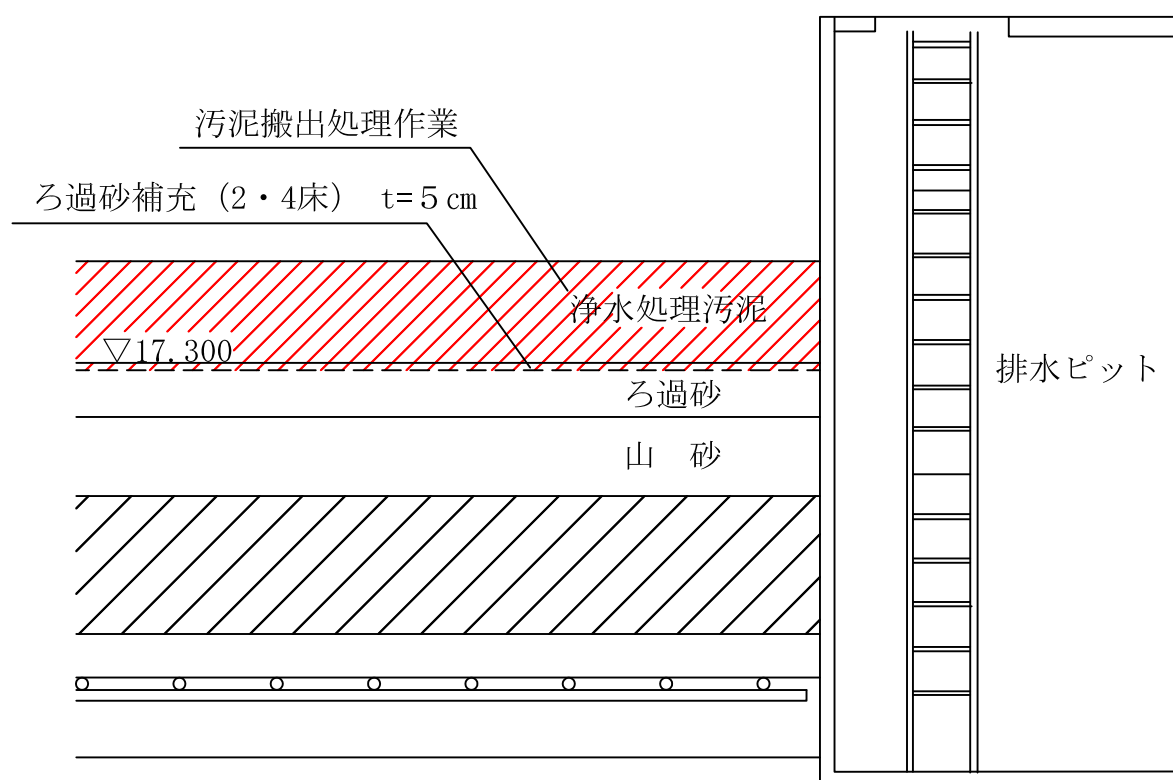 汚泥搬出処理作業
ろ過砂補充（2・4床） t=５cm
浄水処理汚泥
▽17.300
ろ過砂
排水ピット
山 砂